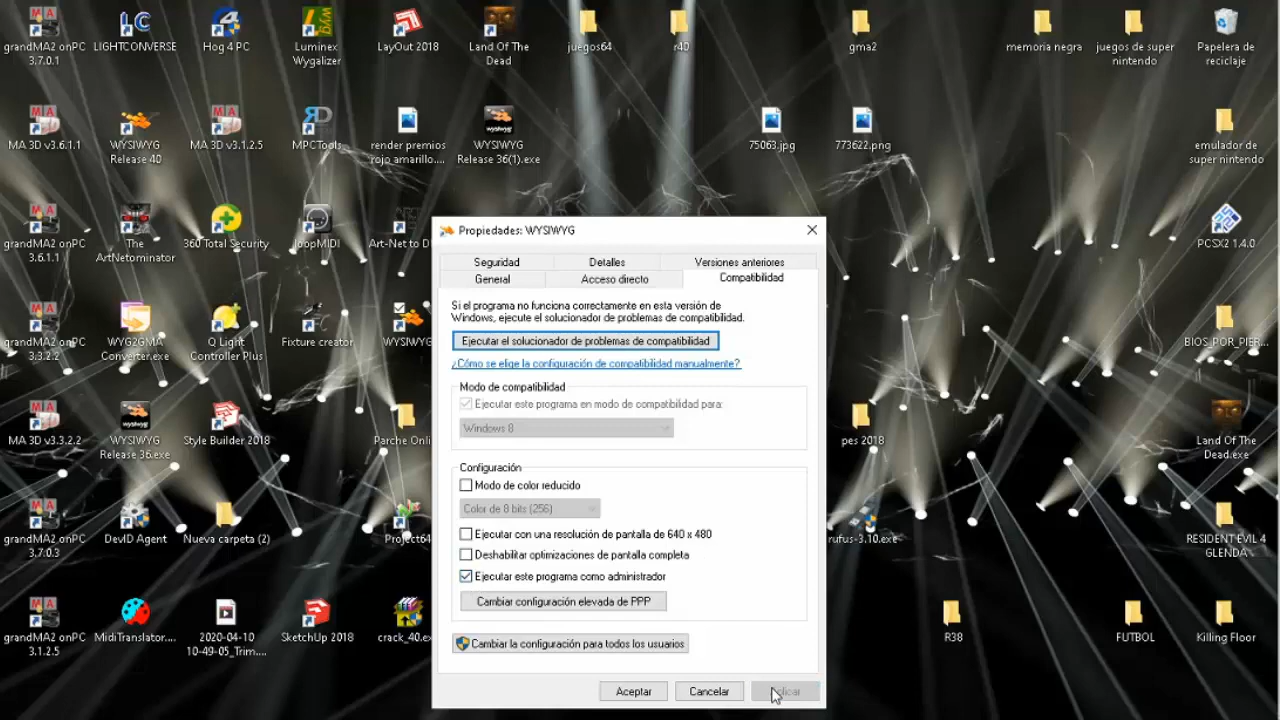 grandMA2 onPC
3.7.0.1
LIGHTCONVERSE
Hog 4 PC
Luminex
Wygalizer
LayOut 2018
Land Of The
Dead
juegos64
r40
gma2
memoria negra
juegos de super
nintendo
Papelera de
reciclaje
MA 3D v3.6.1.1
WYSIWYG
Release 40
MA 3D v3.1.2.5
MPCTools
render premios
rojo amarillo....
WYSIWYG
Release 36(1).exe
75063.jpg
773622.png
emulador de
super nintendo
grandMA2 onPC
3.6.1.1
The
ArtNetominator
360 Total Security
loopMIDI
Art-Net to D
PCSX2 1.4.0
grandMA2 onPC
3.3.2.2
WYG2GMA
Converter.exe
Q Light
Controller Plus
Fixture creator
WYSIWYG
BIOS_POR_PIER...
MA 3D v3.3.2.2
WYSIWYG
Release 36.exe
Style Builder 2018
Parche Onli
pes 2018
Land Of The
Dead.exe
grandMA2 onPC
3.7.0.3
DevID Agent
Nueva carpeta (2)
Project64
rufus-3.10.exe
RESIDENT EVIL 4
GLENDA
grandMA2 onPC
3.1.2.5
MidiTranslator....
2020-04-10
10-49-05_Trim....
SketchUp 2018
crack_40.ex
R38
FUTBOL
Killing Floor
Propiedades: WYSIWYG
Seguridad
Detalles
Versiones anteriores
General
Acceso directo
Compatibilidad
Si el programa no funciona correctamente en esta versión de
Windows, ejecute el solucionador de problemas de compatibilidad.
Ejecutar el solucionador de problemas de compatibilidad
¿Cómo se elige la configuración de compatibilidad manualmente?
Modo de compatibilidad
Ejecutar este programa en modo de compatibilidad para:
Windows 8
Configuración
Modo de color reducido
Color de 8 bits (256)
Ejecutar con una resolución de pantalla de 640 x 480
Deshabilitar optimizaciones de pantalla completa
Ejecutar este programa como administrador
Cambiar configuración elevada de PPP
Cambiar la configuración para todos los usuarios
Aceptar
Cancelar